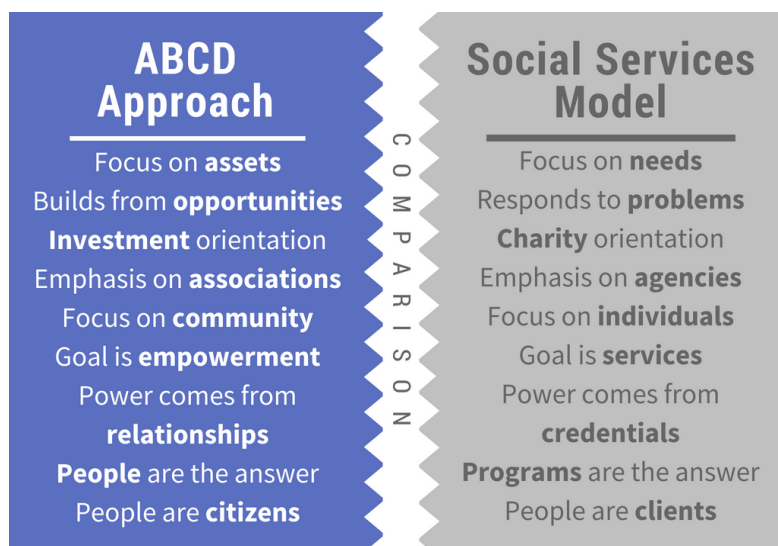 ABCD
Approach
Focus on assets
Builds from opportunities
Investment orientation
Emphasis on associations
Focus on community
Goal is empowerment
Power comes from
relationships
People are the answer
People are citizens
COMPARISON
Social Services
Model
Focus on needs
Responds to problems
Charity orientation
Emphasis on agencies
Focus on individuals
Goal is services
Power comes from
credentials
Programs are the answer
People are clients